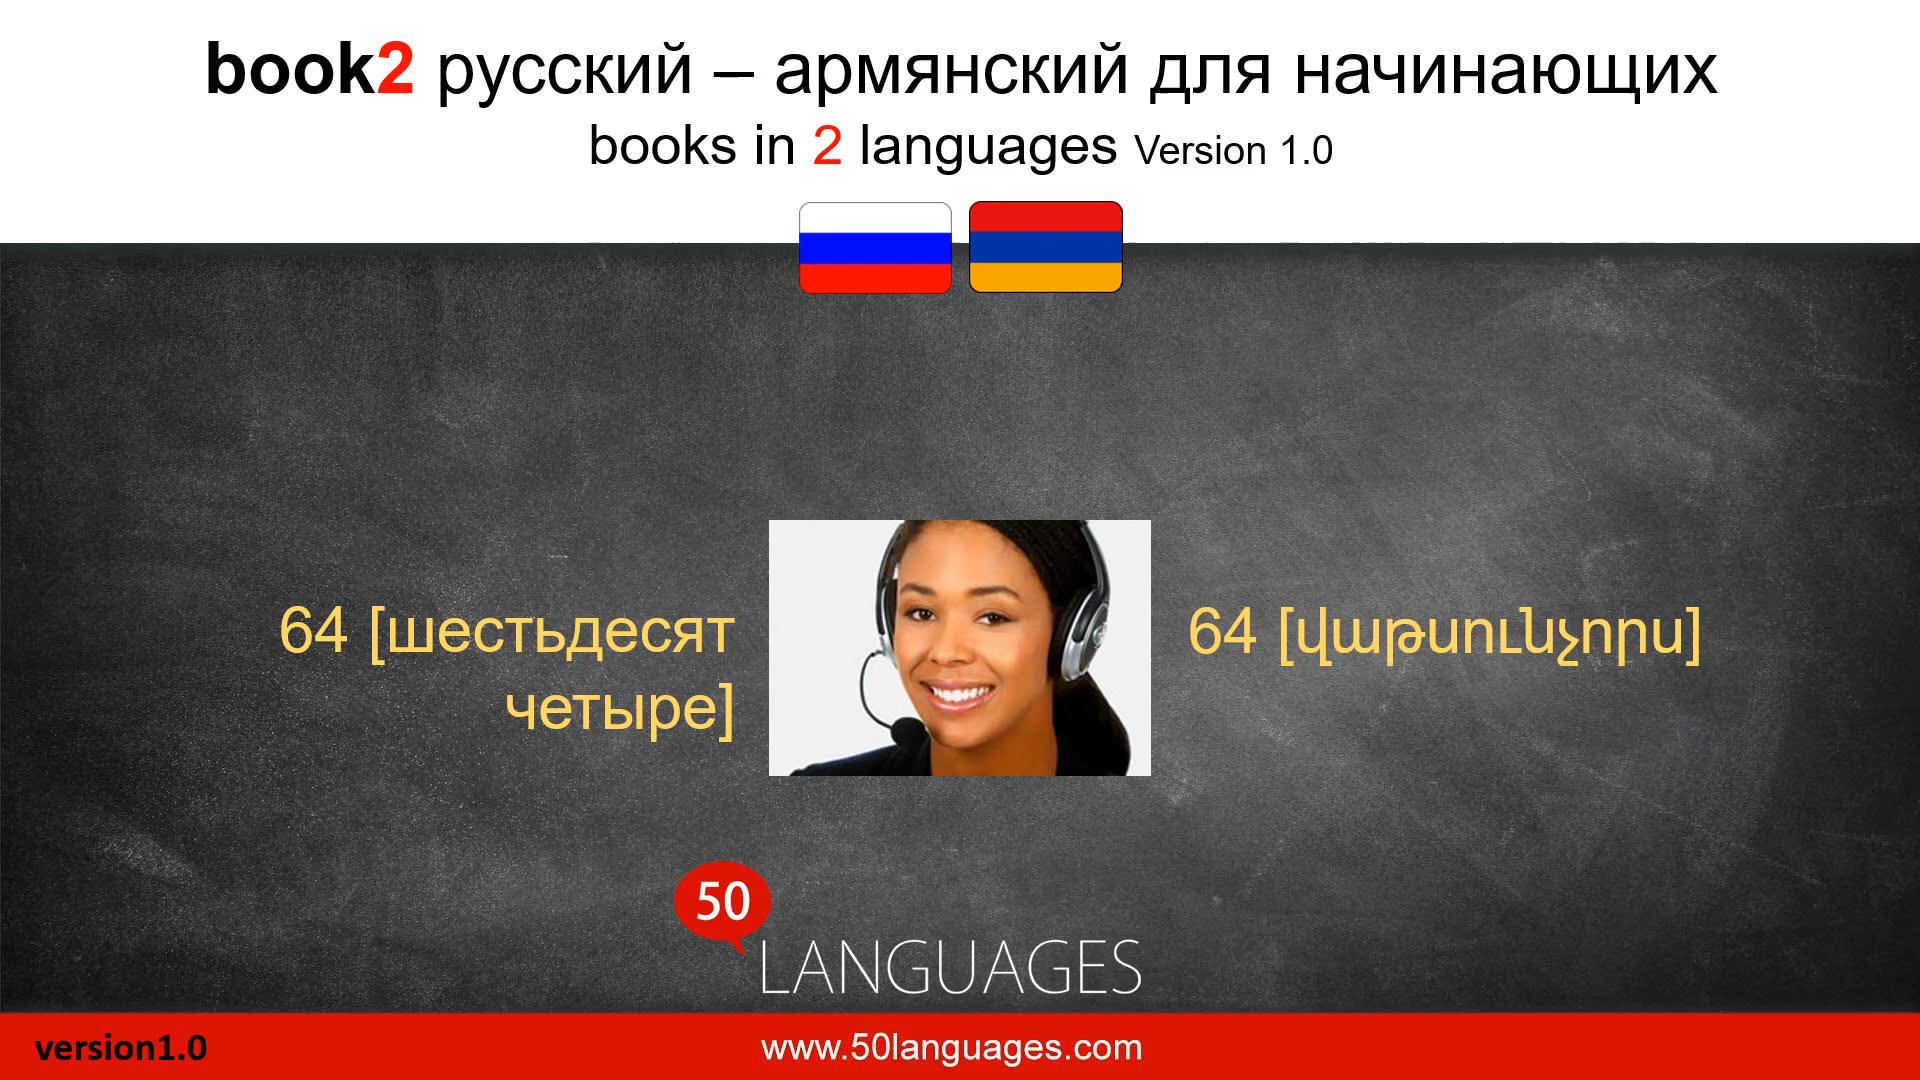 book2 русский – армянский для начинающих
books in 2 languages Version 1.0
64 [шестьдесят
четыре]
64 [վաթսունչորս]
50
LANGUAGES
version1.0
www.50languages.com